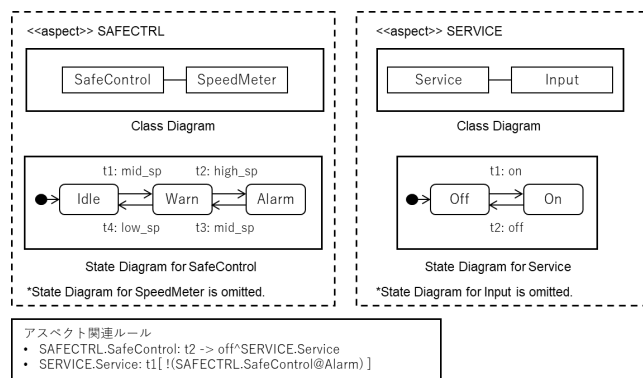 <<aspect>> SAFECTRL
SafeControl
SpeedMeter
Class Diagram
t1: mid_sp
t2: high_sp
Idle
Warn
Alarm
t4: low_sp
t3: mid_sp
State Diagram for SafeControl
*State Diagram for SpeedMeter is omitted.
<<aspect>> SERVICE
Service
Input
Class Diagram
t1: on
Off
On
t2: off
State Diagram for Service
*State Diagram for Input is omitted.
アスペクト関連ルール
• SAFECTRL.SafeControl: t2 -> off^SERVICE.Service
• SERVICE.Service: t1[ !(SAFECTRL.SafeControl@Alarm) ]